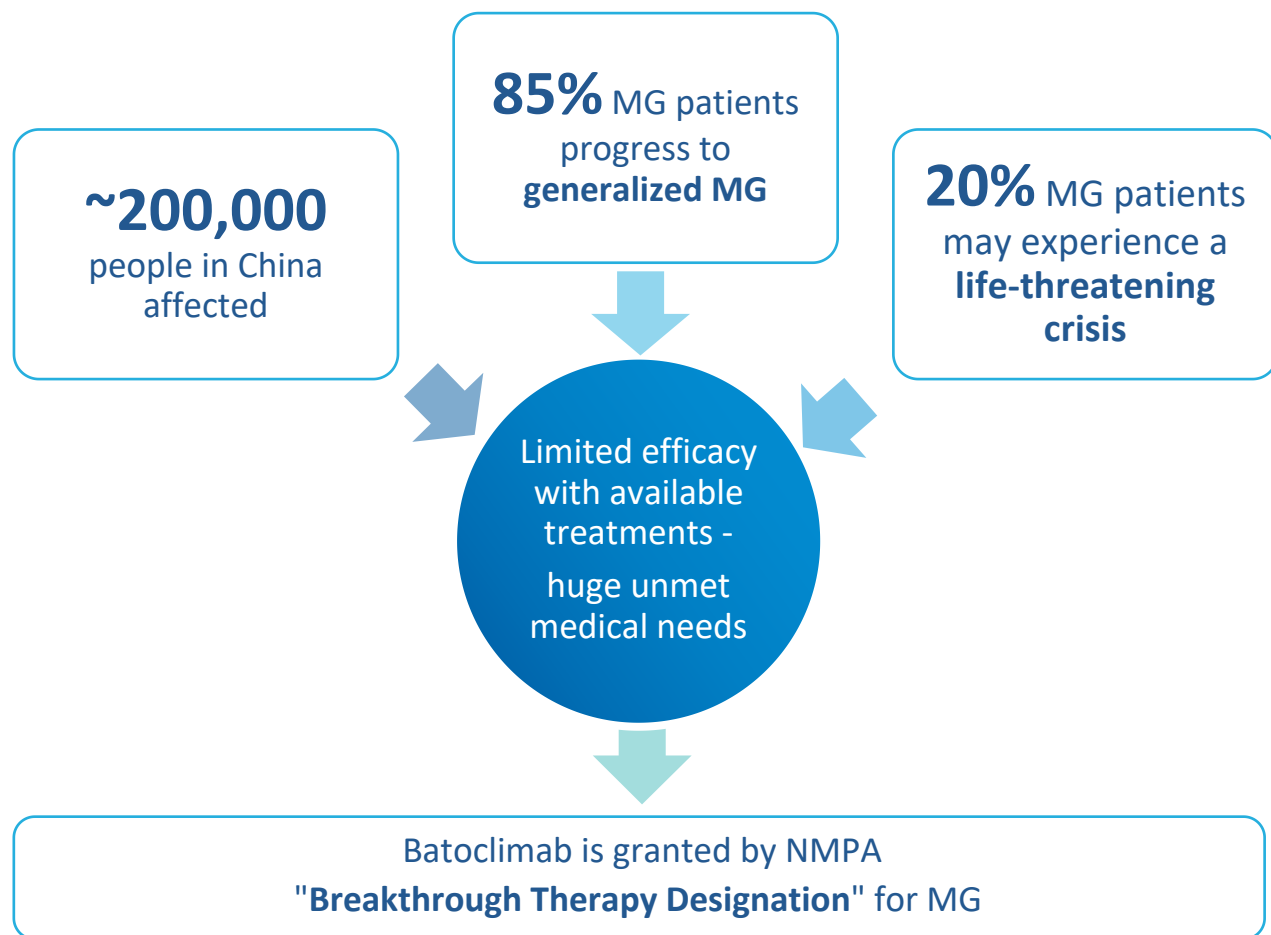 85% MG patients
progress to
generalized MG
~200,000
people in China
affected
20% MG patients
may experience a
life-threatening
crisis
Limited efficacy
with available
treatments -
huge unmet
medical needs
Batoclimab is granted by NMPA
"Breakthrough Therapy Designation" for MG